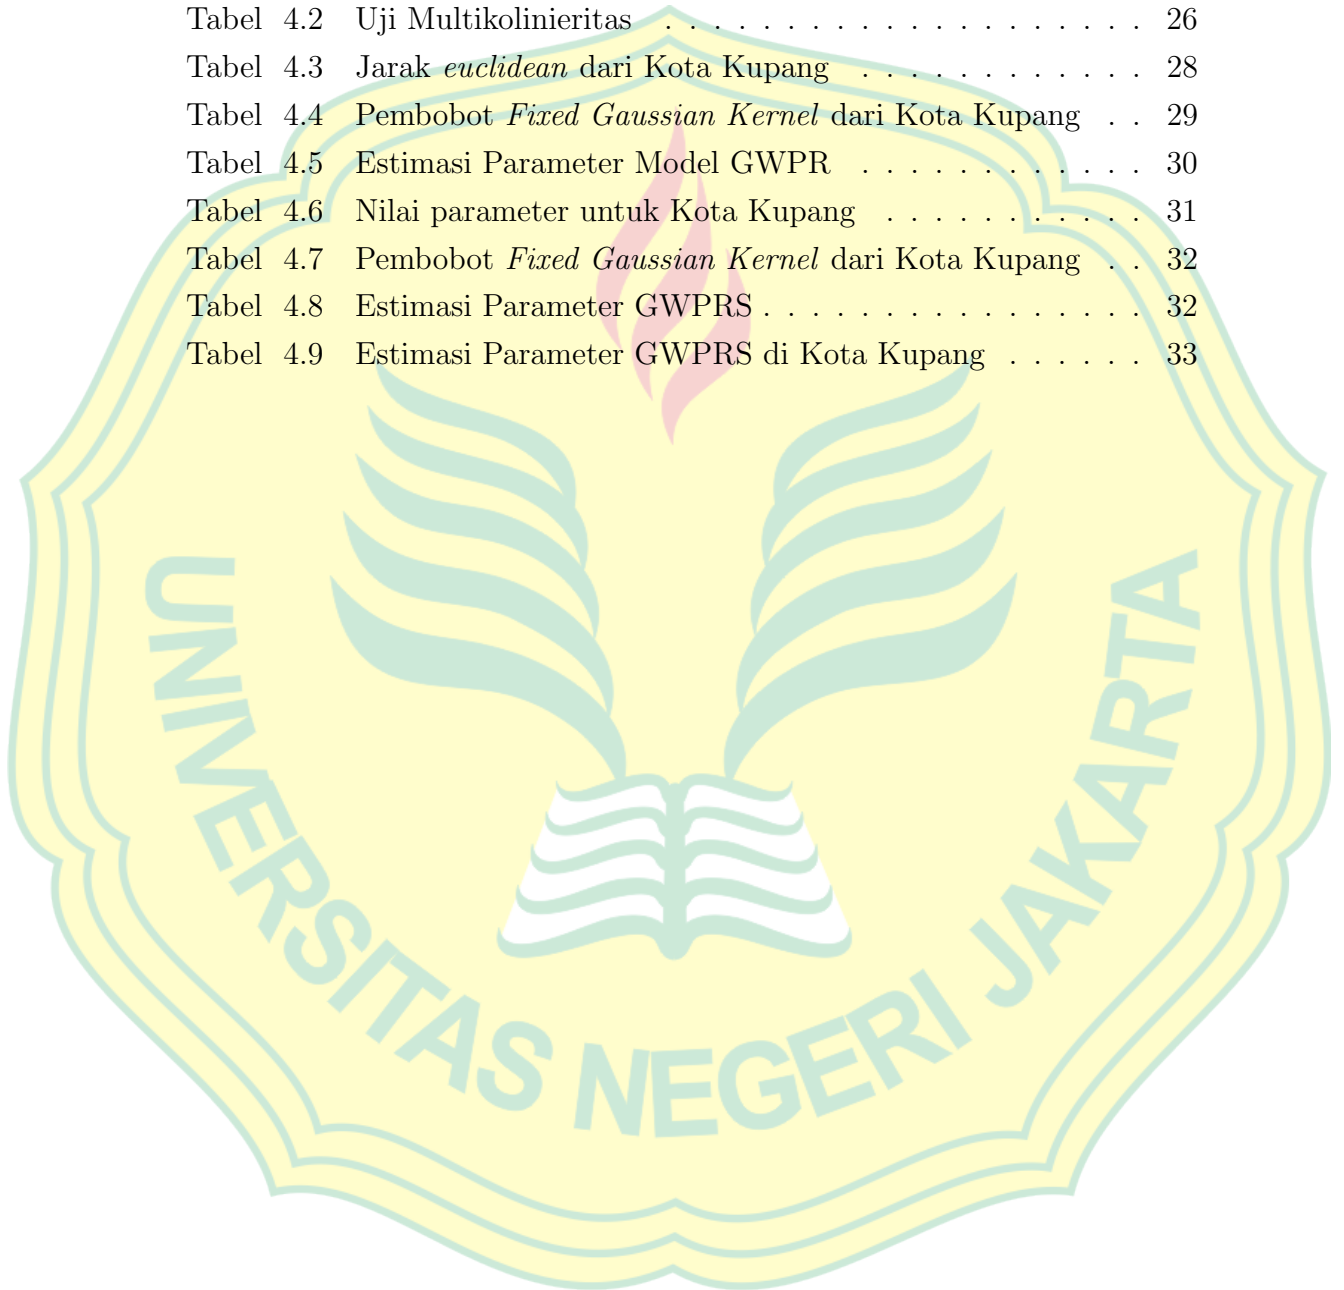 Tabel 4.2 Uji Multikolinieritas . . . . . . . . . . . . . . . . . . . . 26
Tabel 4.3 Jarak euclidean dari Kota Kupang . . . . . . . . . . . . 28
Tabel 4.4 Pembobot Fixed Gaussian Kernel dari Kota Kupang . . 29
Tabel 4.5 Estimasi Parameter Model GWPR . . . . . . . . . . . . 30
Tabel 4.6 Nilai parameter untuk Kota Kupang . . . . . . . . . . . 31
Tabel 4.7 Pembobot Fixed Gaussian Kernel dari Kota Kupang . . 32
Tabel 4.8 Estimasi Parameter GWPRS . . . . . . . . . . . . . . . . 32
Tabel 4.9 Estimasi Parameter GWPRS di Kota Kupang . . . . . . 33
UNIVERSITAS NEGERI JAKARTA